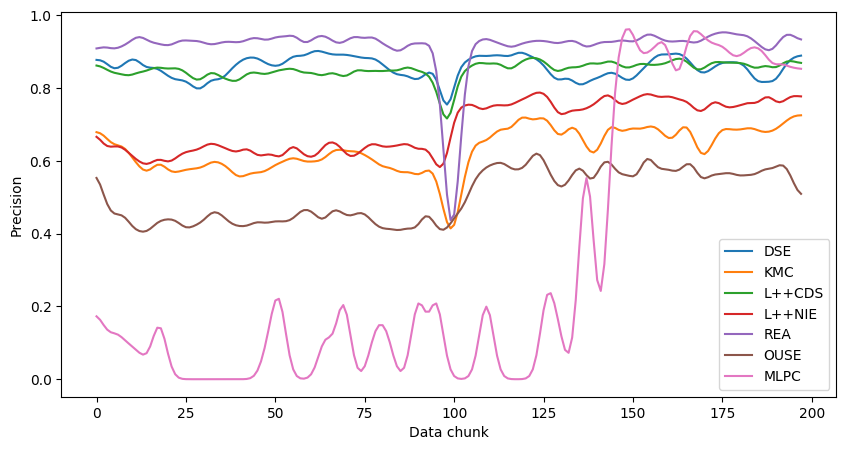 1.0
0.8
0.6
0.4
0.2
0.0
Precision
0 25 50 75 100 125 150 175 200
Data chunk
DSE
KMC
L++CDS
L++NIE
REA
OUSE
MLPC